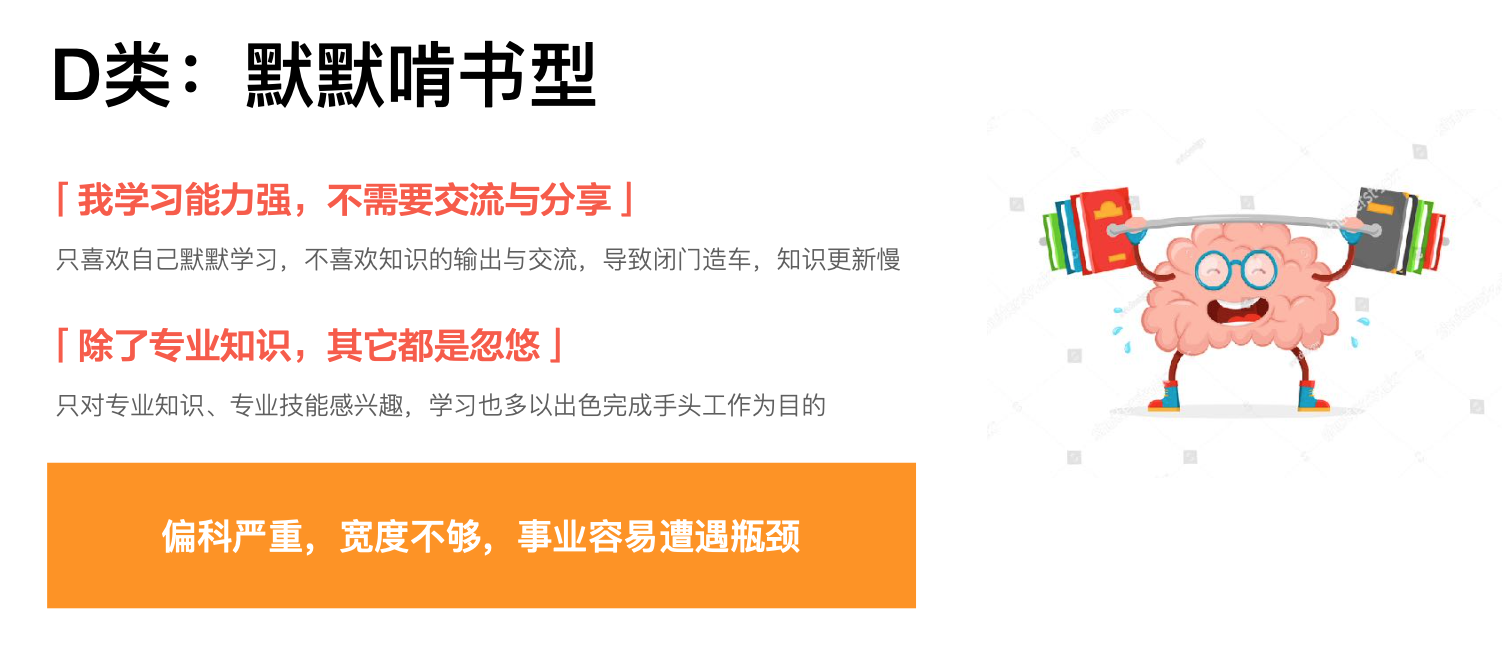 D类：默默啃书型
「 我学习能力强，不需要交流与分享 」
只喜欢自己默默学习，不喜欢知识的输出与交流，导致闭门造车，知识更新慢
「 除了专业知识，其它都是忽悠 」
只对专业知识、专业技能感兴趣，学习也多以出色完成手头工作为目的
偏科严重，宽度不够，事业容易遭遇瓶颈